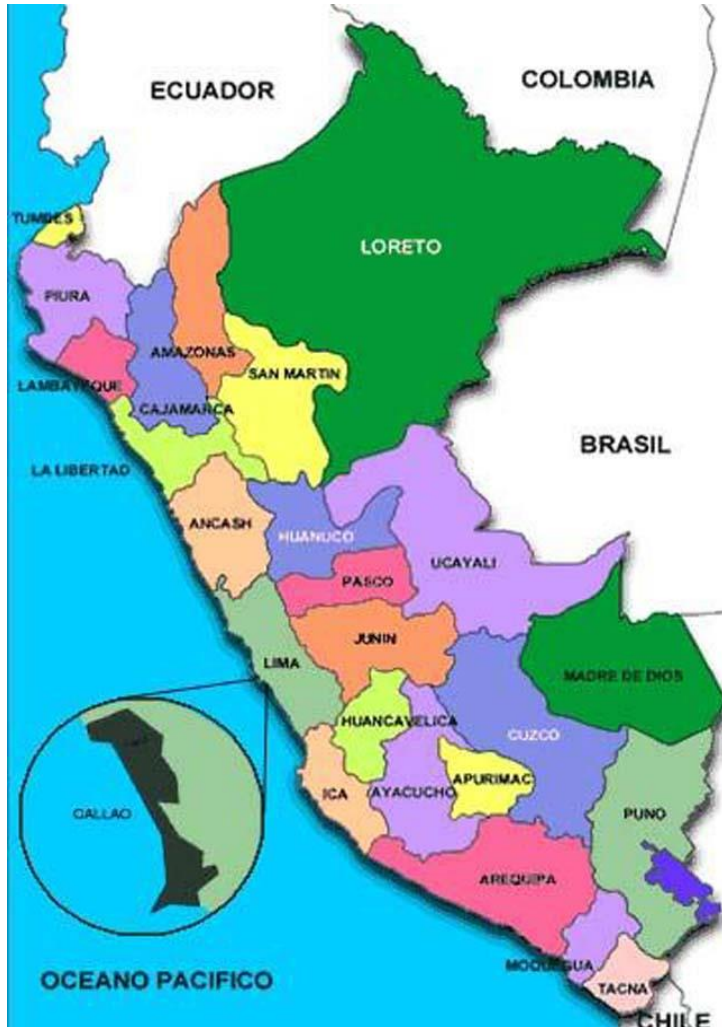 COLOMBIA
ECUADOR
TUMBES
LORETO
PIURA
AMAZONAS
SAN MARTIN
LAMBAYEQUE
CAJAMARCA
BRASIL
LA LIBERTAD
ANCASH
HUANUCO
UCAYALI
PASCO
JUNIN
LIMA
MADRE DE DIOS
HUANCAVELICA
CUZCO
APURIMAC
ICA
AYACUCHO
CALLAO
PUNO
AREQUIPA
MOQUEGUA
OCEANO PACIFICO
TACNA
CHILE